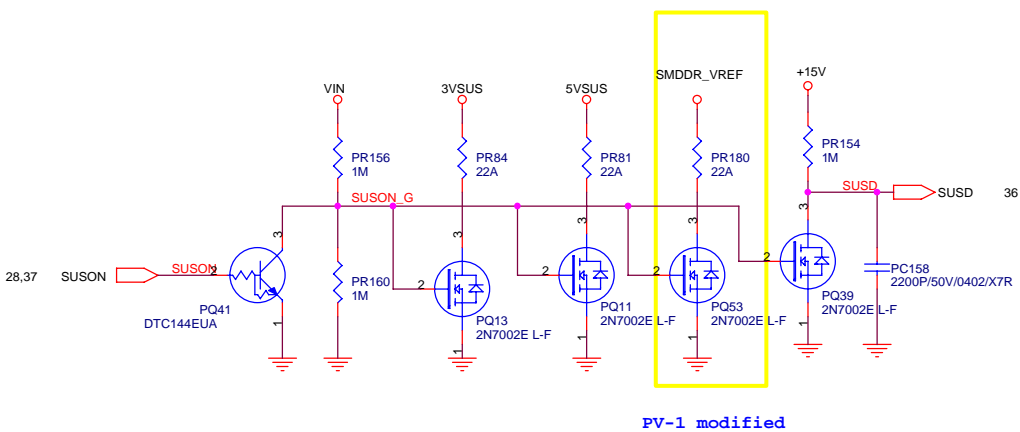 +15V
VIN 3VSUS 5VSUS SMDDR_VREF
PR156 PR84 PR81 PR180 PR154
1M 22A 22A 22A 1M
SUSON_G SUSD SUSD 36
3 3 3 3 3
28,37 SUSON SUSON 2 2 2 2 2
PR160
1M
PC158
2200P/50V/0402/X7R
PQ41
DTC144EUA
PQ13
2N7002E L-F
PQ11
2N7002E L-F
PQ53
2N7002E L-F
PQ39
2N7002E L-F
1 1 1 1 1
PV-1 modified